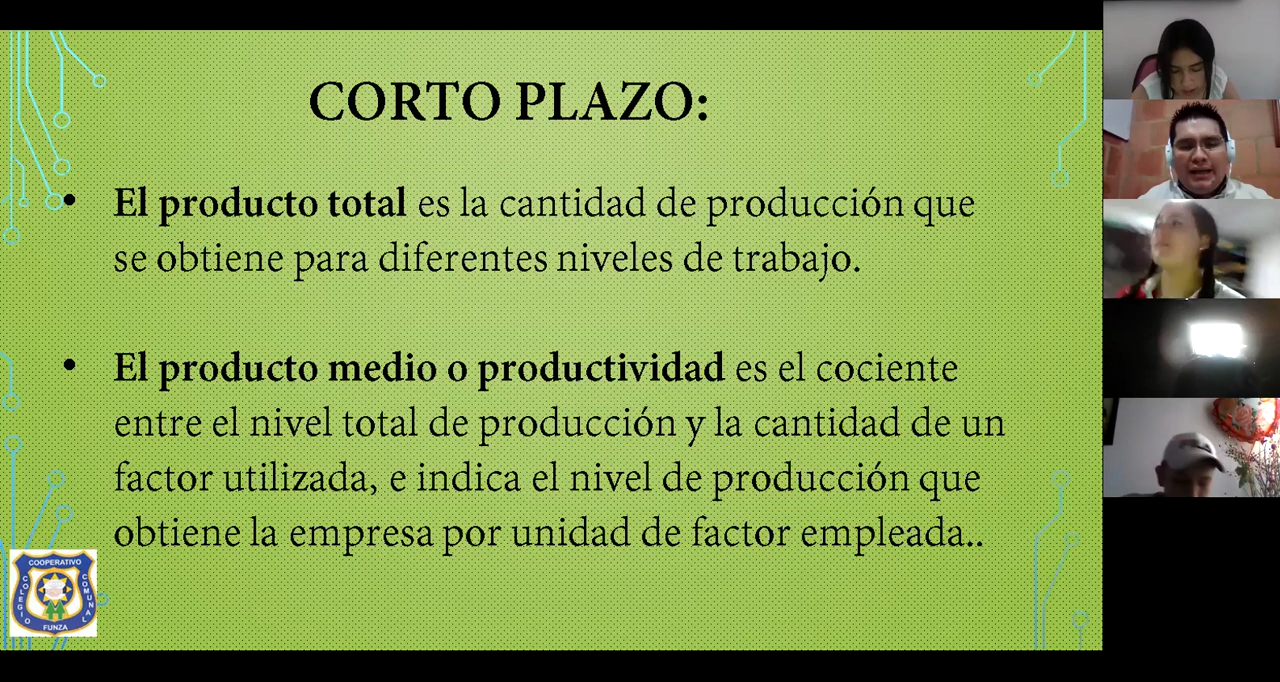 CORTO PLAZO:
• El producto total es la cantidad de producción que
se obtiene para diferentes niveles de trabajo.
• El producto medio o productividad es el cociente
entre el nivel total de producción y la cantidad de un
factor utilizada, e indica el nivel de producción que
obtiene la empresa por unidad de factor empleada..
COOPERATIVO
COLEGIO
COMUNAL
FUNZA